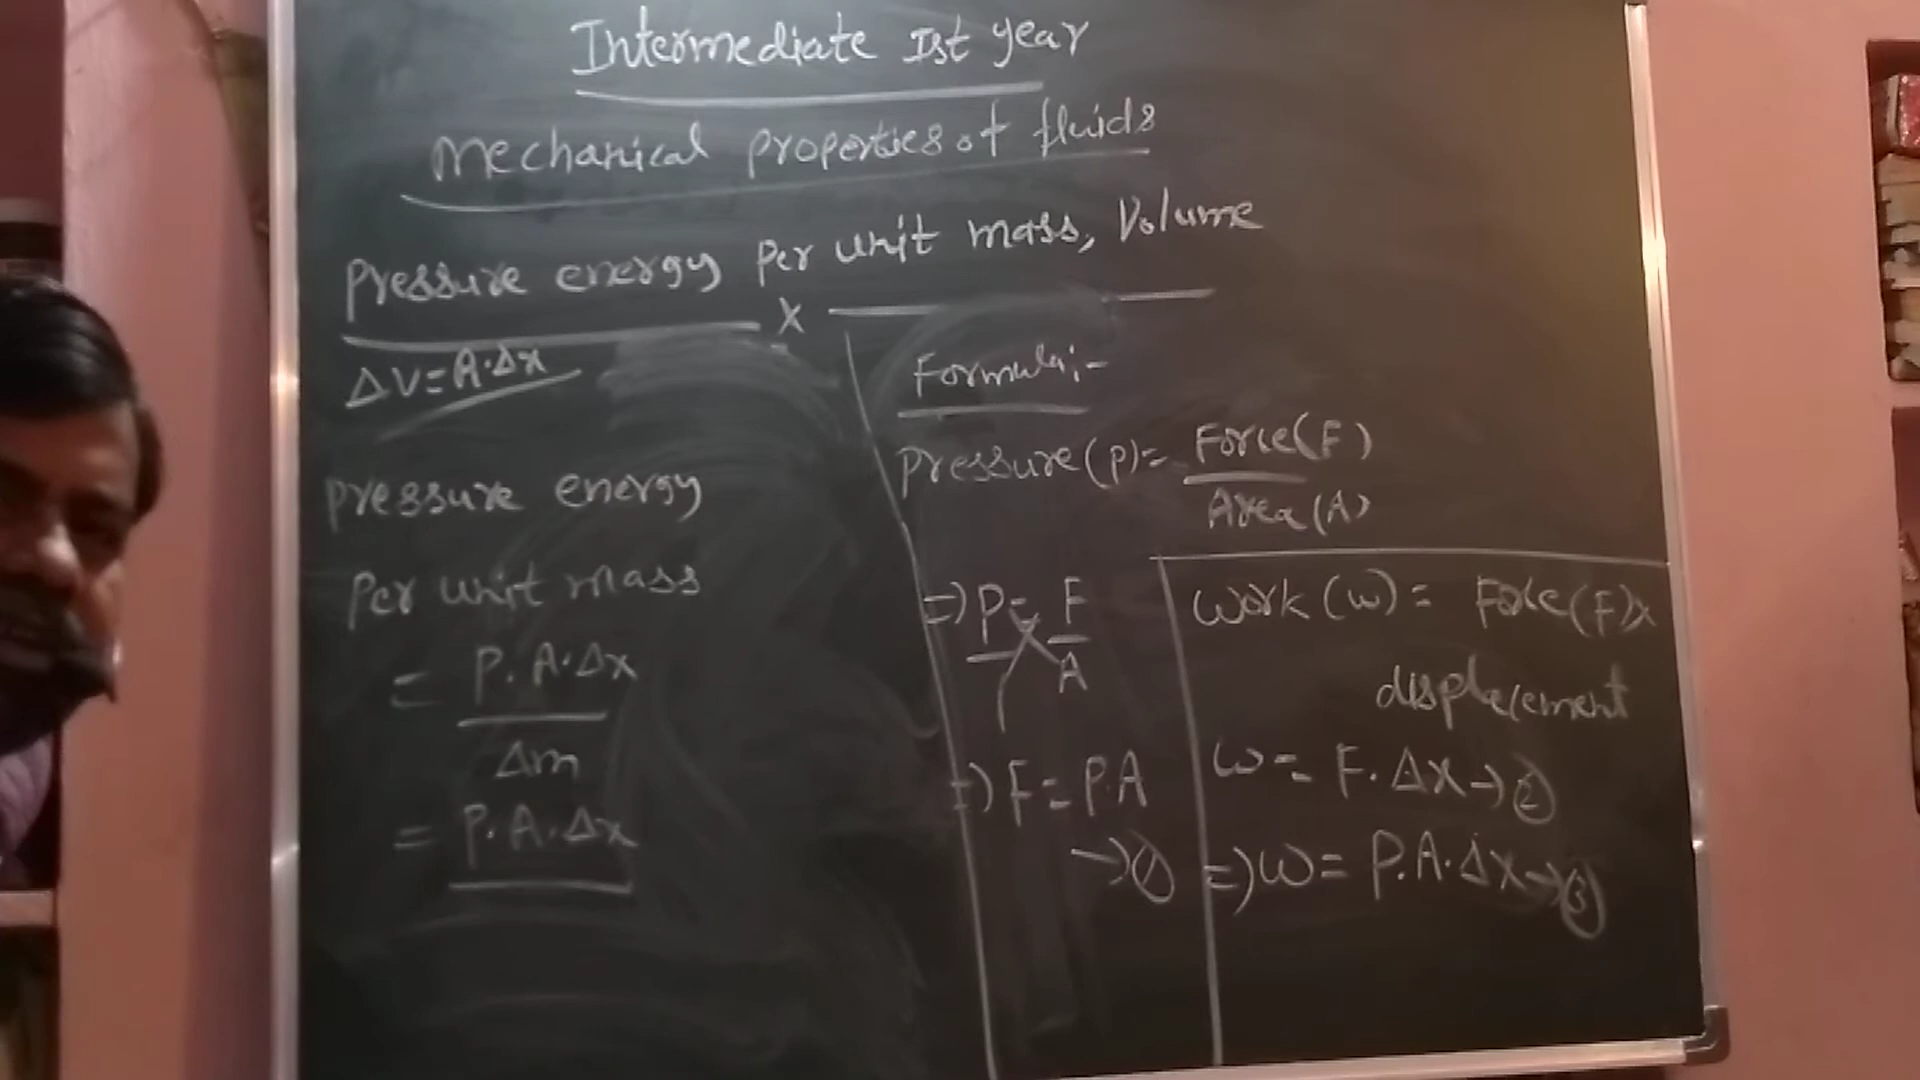 Intermediate Ist year
Mechanical properties of fluids
Pressure energy per unit mass, Volume
X
ΔV=A.Δx
Pressure energy
Per unit mass
= P.A.Δx
Δm
= P.A.Δx
Formula:-
Pressure(P)= Force(F)
Area(A)
=) P= F
A
=) F=P.A
→①
Work(W)= Force(F)x
displacement
W= F.Δx→②
=) W= P.A.Δx→③